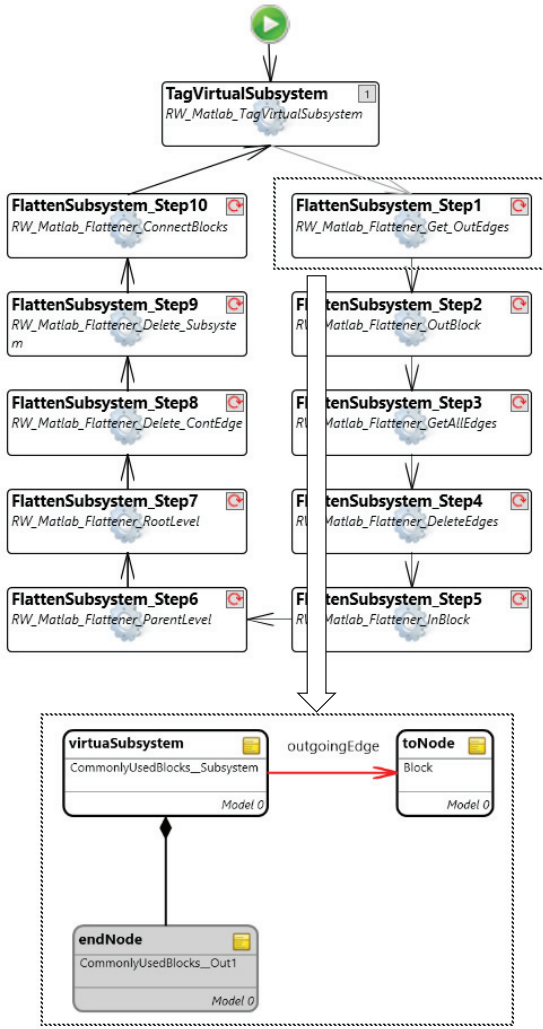 TagVirtualSubsystem
1
RW_Matlab_TagVirtualSubsystem
FlattenSubsystem_Step10
RW_Matlab_Flattener_ConnectBlocks
FlattenSubsystem_Step1
RW_Matlab_Flattener_Get_OutEdges
FlattenSubsystem_Step9
RW_Matlab_Flattener_Delete_Subsyste
m
FlattenSubsystem_Step2
RW_Matlab_Flattener_OutBlock
FlattenSubsystem_Step8
RW_Matlab_Flattener_Delete_ContEdge
FlattenSubsystem_Step3
RW_Matlab_Flattener_GetAllEdges
FlattenSubsystem_Step7
RW_Matlab_Flattener_RootLevel
FlattenSubsystem_Step4
RW_Matlab_Flattener_DeleteEdges
FlattenSubsystem_Step6
RW_Matlab_Flattener_ParentLevel
FlattenSubsystem_Step5
RW_Matlab_Flattener_InBlock
virtuaSubsystem
CommonlyUsedBlocks__Subsystem
Model 0
outgoingEdge
toNode
Block
Model 0
endNode
CommonlyUsedBlocks__Out1
Model 0